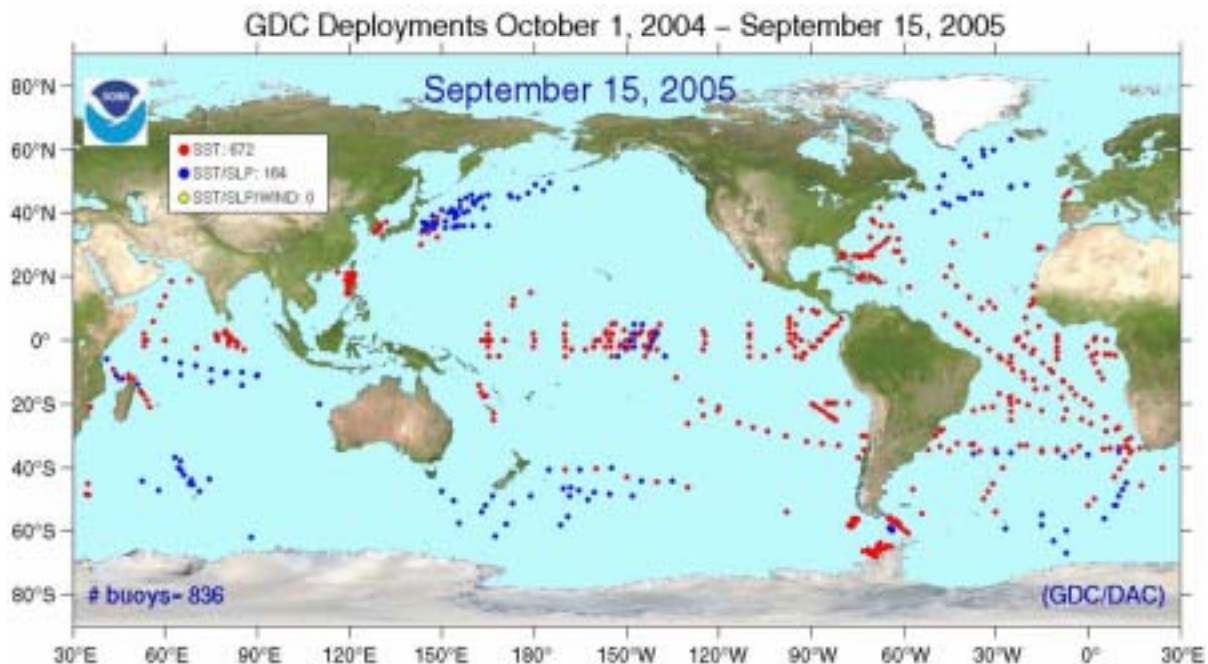 GDC Deployments October 1, 2004 – September 15, 2005
September 15, 2005
NOAA
SST: 672
SST/SLP: 164
SST/SLP/WIND: 0
80°N
60°N
40°N
20°N
0°
20°S
40°S
60°S
80°S
# buoys= 836
(GDC/DAC)
30°E 60°E 90°E 120°E 150°E 180° 150°W 120°W 90°W 60°W 30°W 0° 30°E